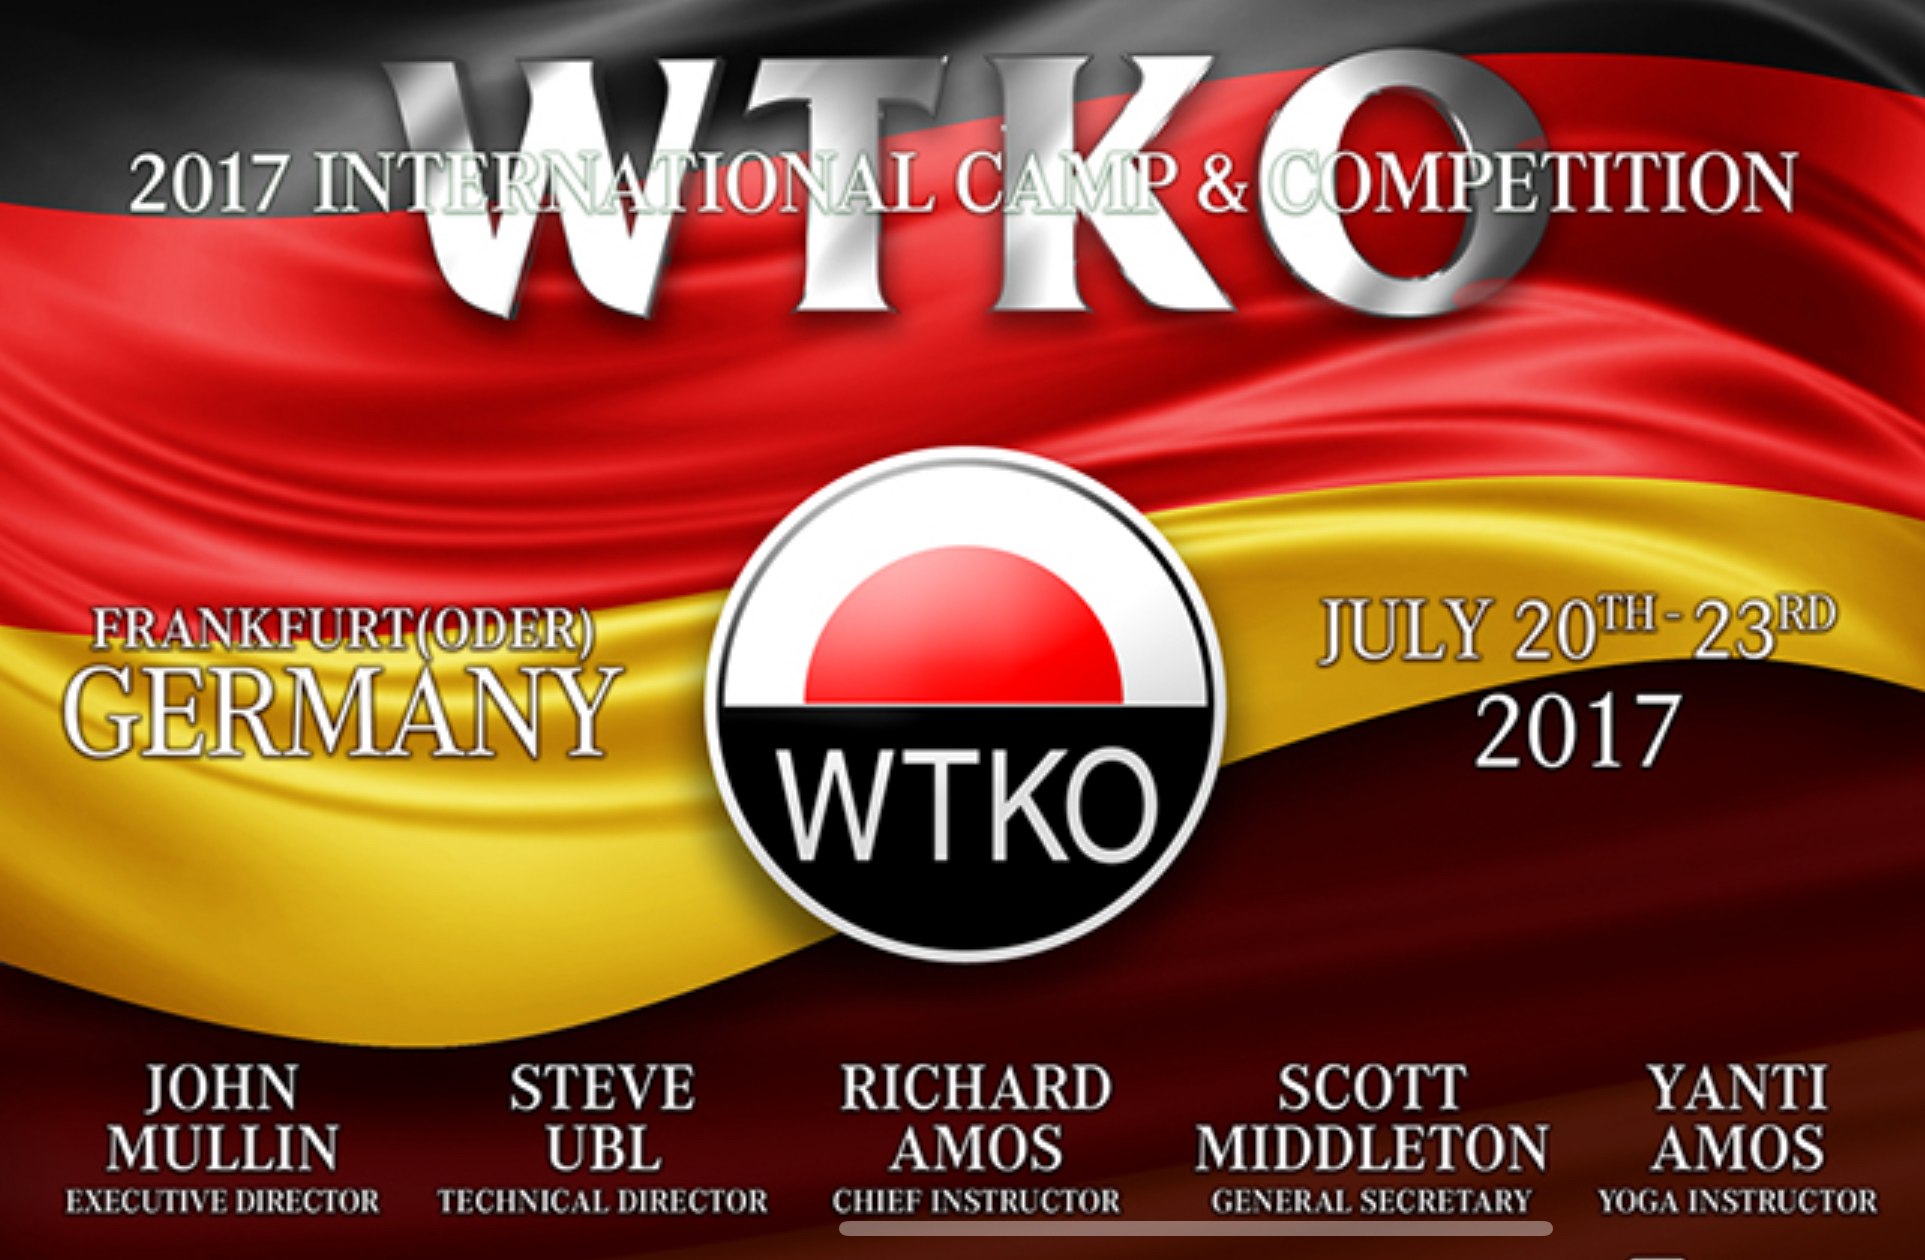 WTKO
2017 INTERNATIONAL CAMP & COMPETITION
FRANKFURT(ODER)
GERMANY
JULY 20TH - 23RD
2017
WTKO
JOHN
MULLIN
EXECUTIVE DIRECTOR
STEVE
UBL
TECHNICAL DIRECTOR
RICHARD
AMOS
CHIEF INSTRUCTOR
SCOTT
MIDDLETON
GENERAL SECRETARY
YANTI
AMOS
YOGA INSTRUCTOR